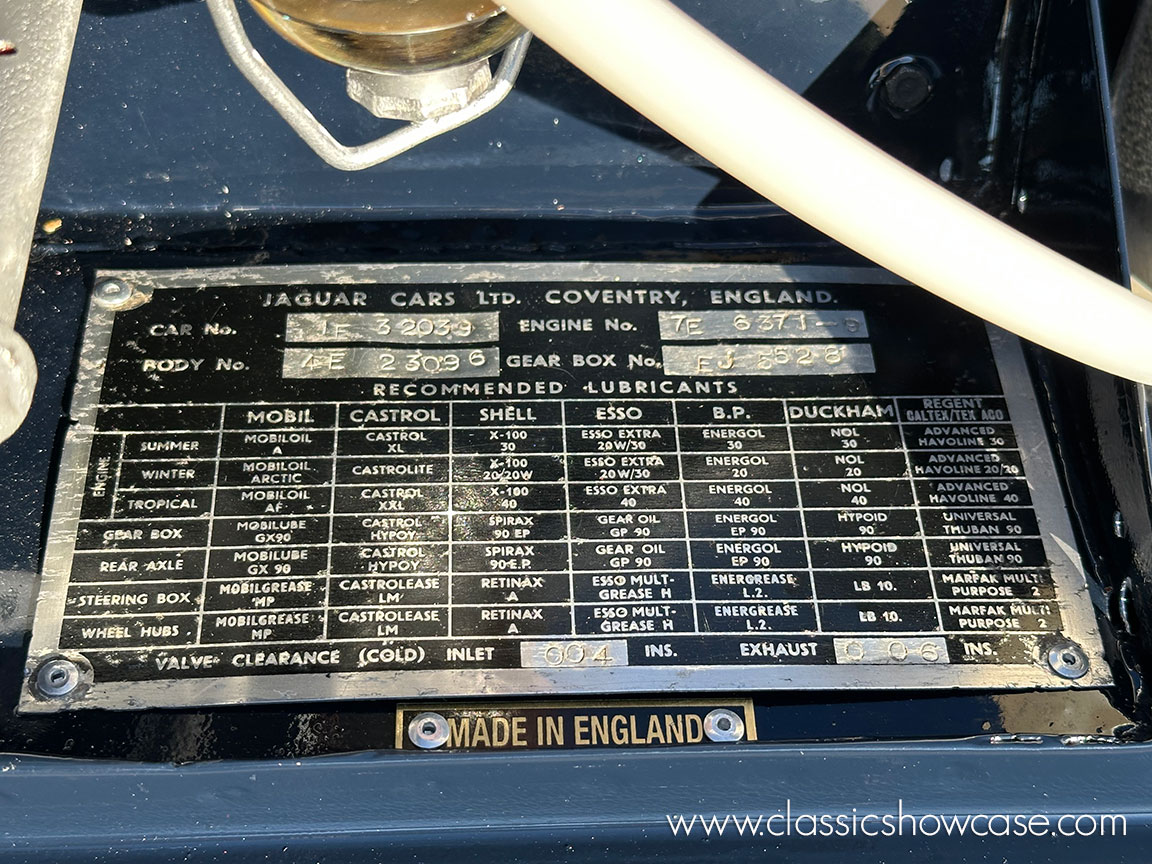 JAGUAR CARS LTD. COVENTRY, ENGLAND.
CAR No. 1E 32039 ENGINE No. 7E 6371-9
BODY No. 4E 23096 GEAR BOX No. EJ 5528
RECOMMENDED LUBRICANTS
MOBIL CASTROL SHELL ESSO B.P. DUCKHAM REGENT CALTEX/TEXACO
ENGINE
SUMMER MOBILOIL A CASTROL XL X-100 30 ESSO EXTRA 20W/30 ENERGOL 30 NOL 30 ADVANCED HAVOLINE 30
WINTER MOBILOIL ARCTIC CASTROLITE X-100 20/20W ESSO EXTRA 20W/30 ENERGOL 20 NOL 20 ADVANCED HAVOLINE 20/20
TROPICAL MOBILOIL AF CASTROL XXL X-100 40 ESSO EXTRA 40 ENERGOL 40 NOL 40 ADVANCED HAVOLINE 40
GEAR BOX MOBILUBE GX90 CASTROL HYPOY SPIRAX 90 EP GEAR OIL GP 90 ENERGOL EP 90 HYPOID 90 UNIVERSAL THUBAN 90
REAR AXLE MOBILUBE GX 90 CASTROL HYPOY SPIRAX 90 E.P. GEAR OIL GP 90 ENERGOL EP 90 HYPOID 90 UNIVERSAL THUBAN 90
STEERING BOX MOBILGREASE MP CASTROLEASE LM RETINAX A ESSO MULT-GREASE H ENERGREASE L.2. LB 10. MARFAK MULTI PURPOSE 2
WHEEL HUBS MOBILGREASE MP CASTROLEASE LM RETINAX A ESSO MULT-GREASE H ENERGREASE L.2. LB 10. MARFAK MULTI PURPOSE 2
VALVE CLEARANCE (COLD) INLET 004 INS. EXHAUST 006 INS.
MADE IN ENGLAND
www.classicshowcase.com